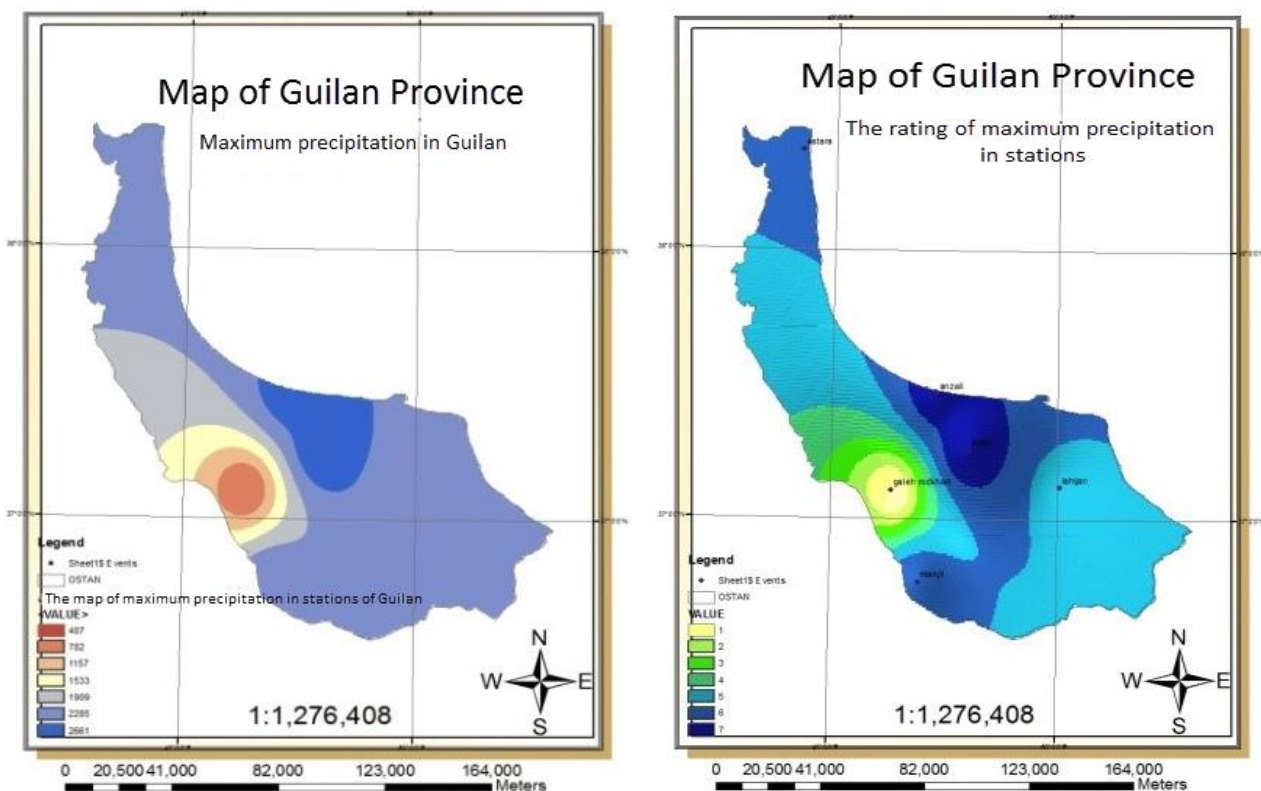 Map of Guilan Province
Maximum precipitation in Guilan
Legend
Sheet1$ Events
OSTAN
The map of maximum precipitation in stations of Guilan
<VALUE>
407
782
1157
1533
1909
2285
2661
N
W E
S
1:1,276,408
0 20,500 41,000 82,000 123,000 164,000
Meters
Map of Guilan Province
The rating of maximum precipitation
in stations
astara
anzali
galeh rudkhan
lahijan
manjil
Legend
Sheet1$ Events
OSTAN
VALUE
1
2
3
4
5
6
7
N
W E
S
1:1,276,408
0 20,500 41,000 82,000 123,000 164,000
Meters